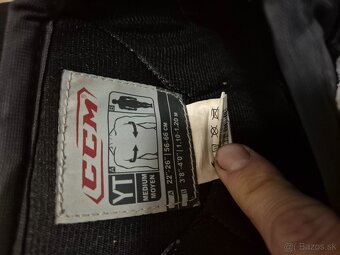 CCM
YT
MEDIUM
MOYEN
22"-26" | 56-66 CM
3'8"-4'0" | 1.10-1.20 M
Bazos.sk